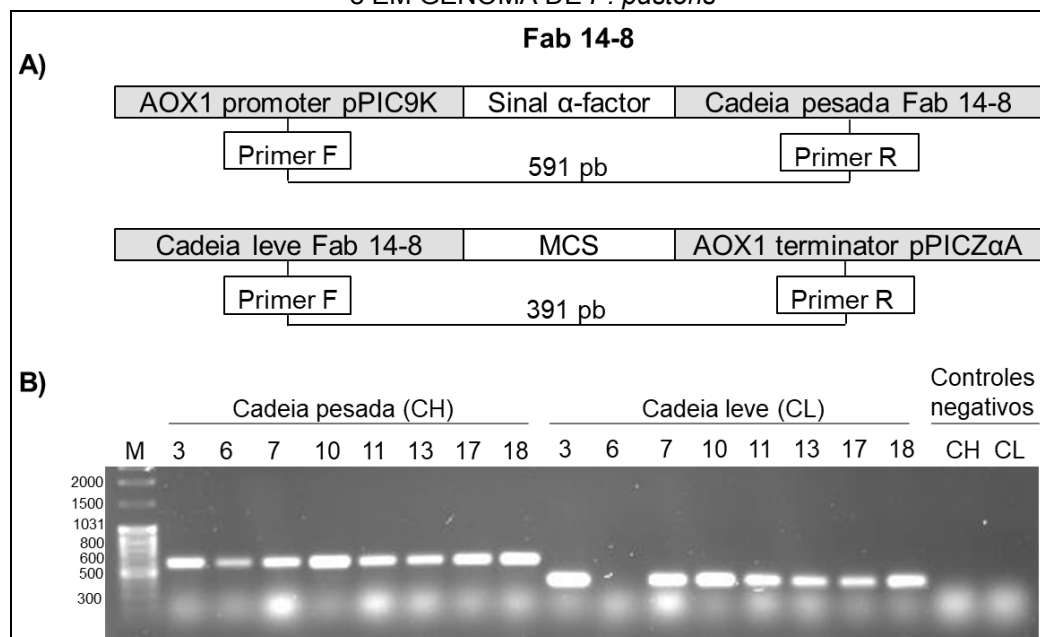 Fab 14-8
A)
AOX1 promoter pPIC9K Sinal α-factor Cadeia pesada Fab 14-8
Primer F Primer R
591 pb
Cadeia leve Fab 14-8 MCS AOX1 terminator pPICZαA
Primer F Primer R
391 pb
B)
Controles
negativos
Cadeia pesada (CH) Cadeia leve (CL)
M 3 6 7 10 11 13 17 18 3 6 7 10 11 13 17 18 CH CL
2000
1500
1031
800
600
500
300